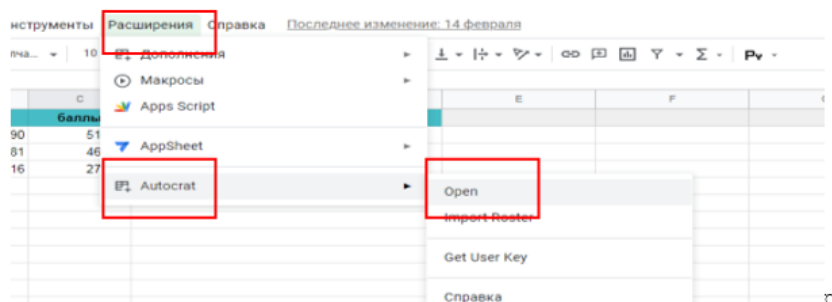 Расширения Справка Последнее изменение: 14 февраля
10
Дополнения
Макросы
Apps Script
AppSheet
Autocrat
Open
Import Roster
Get User Key
Справка
C E F
баллы
90 51
81 46
16 27